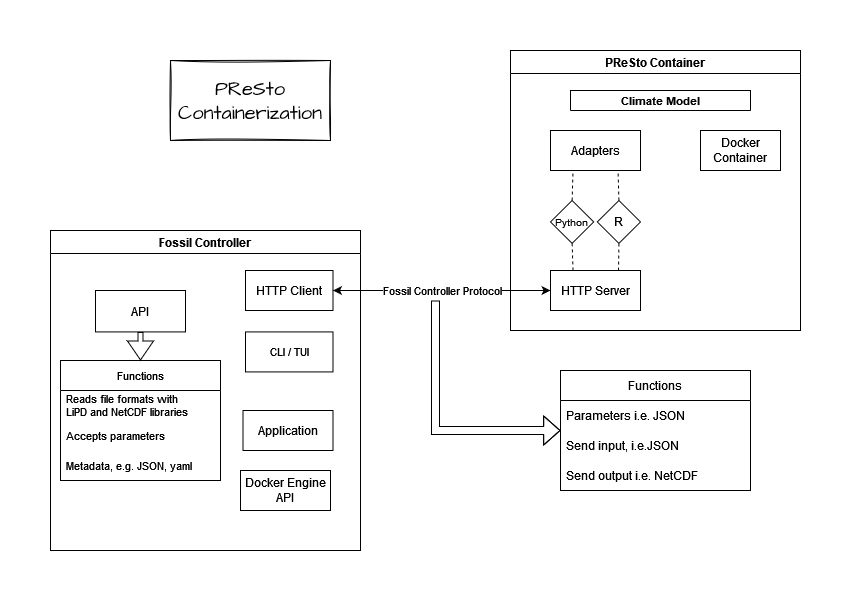 PReSto
Containerization
PReSto Container
Climate Model
Adapters
Docker
Container
Python
R
HTTP Server
Fossil Controller
HTTP Client
Fossil Controller Protocol
API
CLI / TUI
Functions
Reads file formats with
LiPD and NetCDF libraries
Accepts parameters
Metadata, e.g. JSON, yaml
Application
Docker Engine
API
Functions
Parameters i.e. JSON
Send input, i.e.JSON
Send output i.e. NetCDF